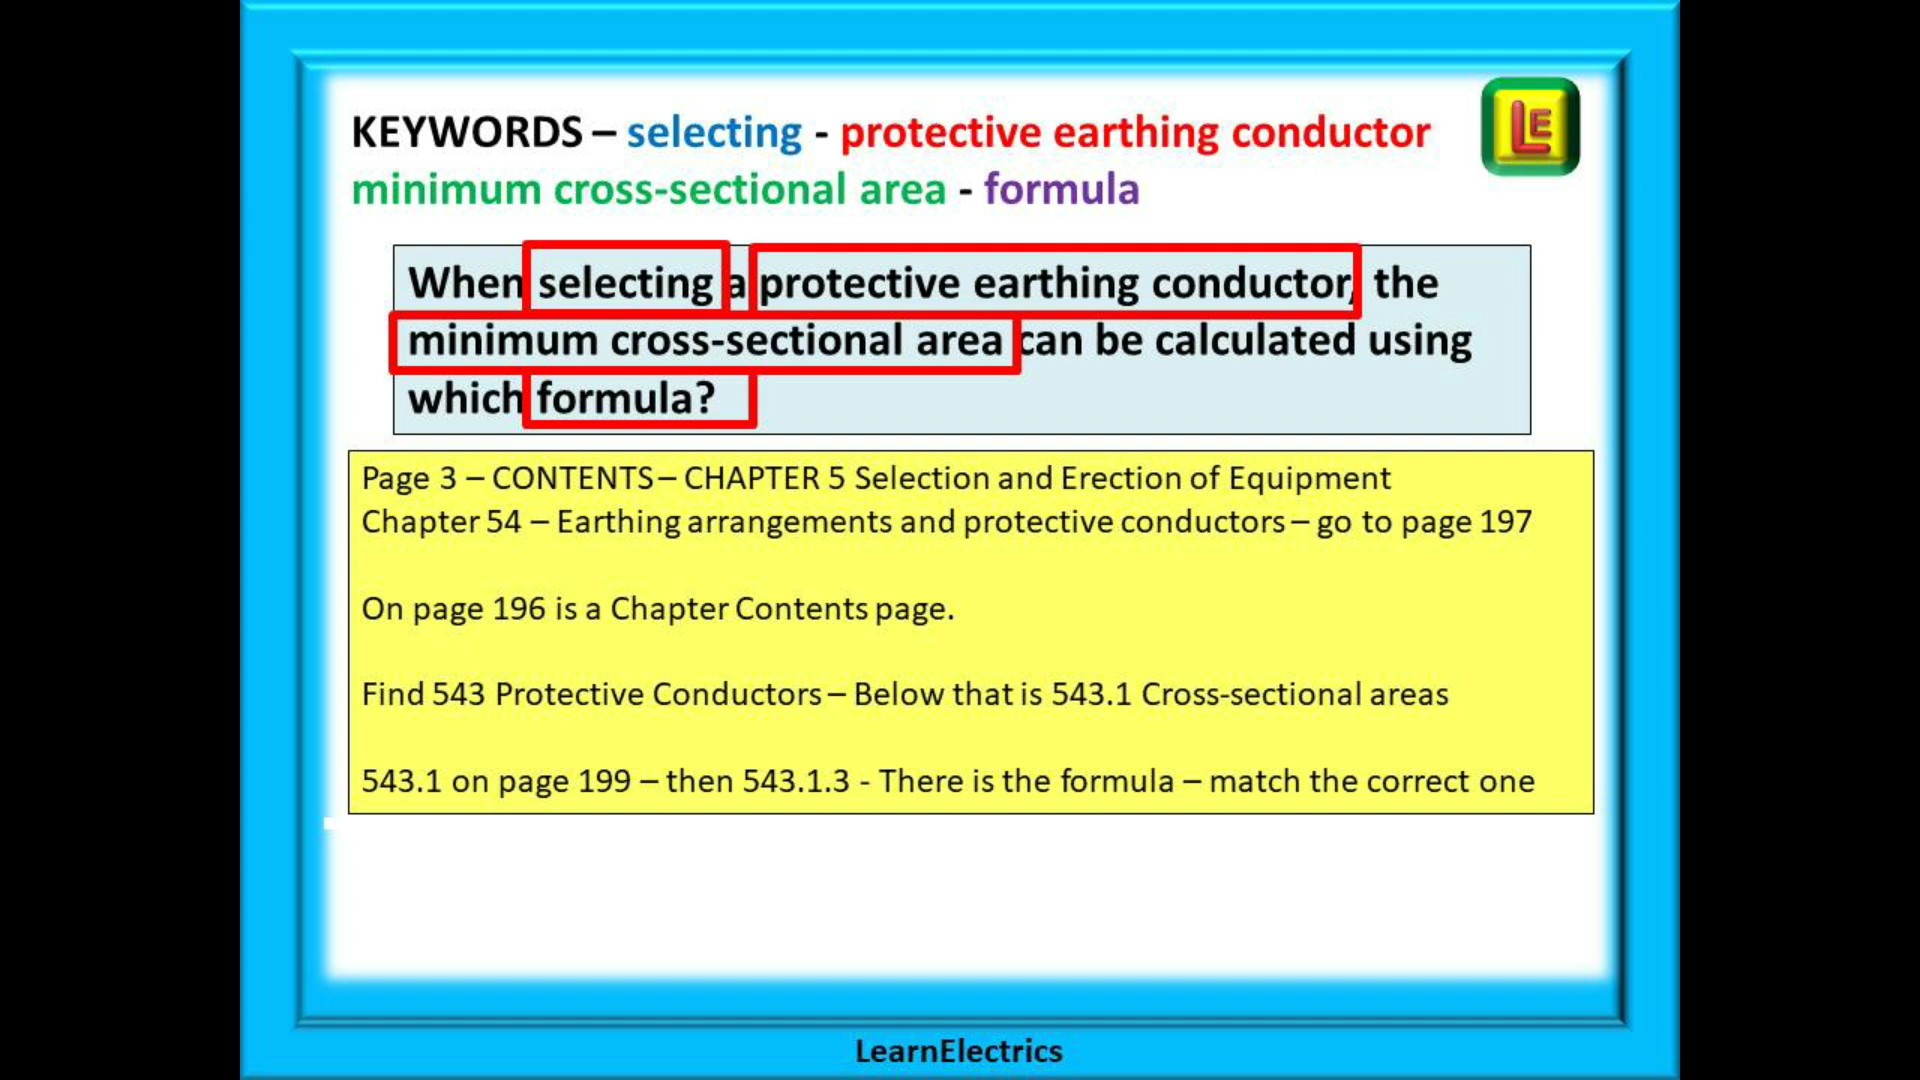 KEYWORDS – selecting - protective earthing conductor
minimum cross-sectional area - formula
LE
When selecting a protective earthing conductor, the
minimum cross-sectional area can be calculated using
which formula?
Page 3 – CONTENTS – CHAPTER 5 Selection and Erection of Equipment
Chapter 54 – Earthing arrangements and protective conductors – go to page 197
On page 196 is a Chapter Contents page.
Find 543 Protective Conductors – Below that is 543.1 Cross-sectional areas
543.1 on page 199 – then 543.1.3 - There is the formula – match the correct one
LearnElectrics